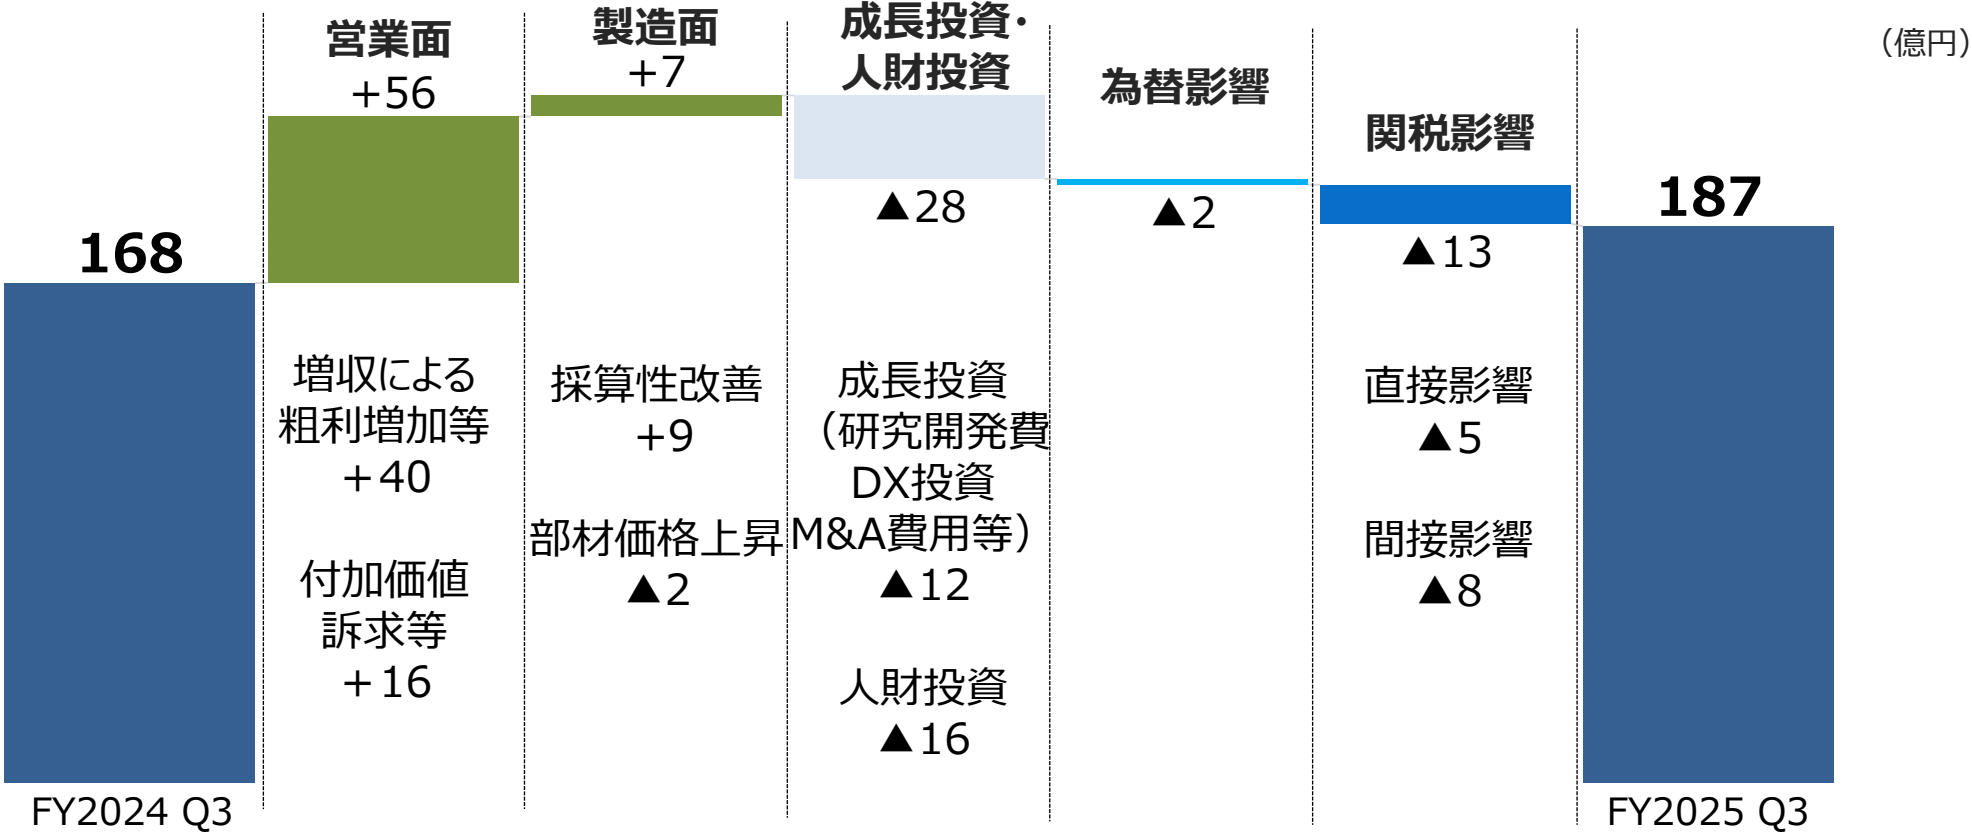 （億円）
168
FY2024 Q3
営業面
+56
増収による
粗利増加等
＋40
付加価値
訴求等
＋16
製造面
+7
採算性改善
+9
部材価格上昇
▲2
成長投資・
人財投資
▲28
成長投資
（研究開発費
DX投資
M&A費用等）
▲12
人財投資
▲16
為替影響
▲2
関税影響
▲13
直接影響
▲5
間接影響
▲8
187
FY2025 Q3